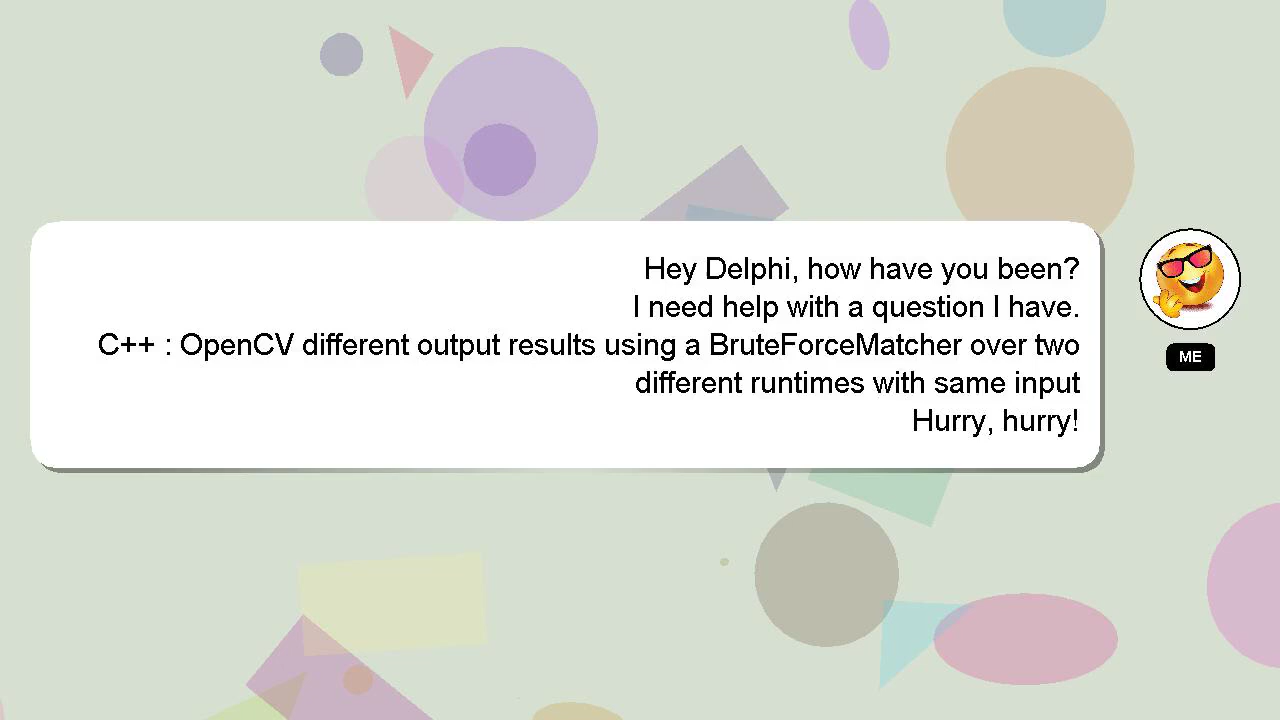 Hey Delphi, how have you been?
I need help with a question I have.
C++ : OpenCV different output results using a BruteForceMatcher over two
different runtimes with same input
Hurry, hurry!
ME